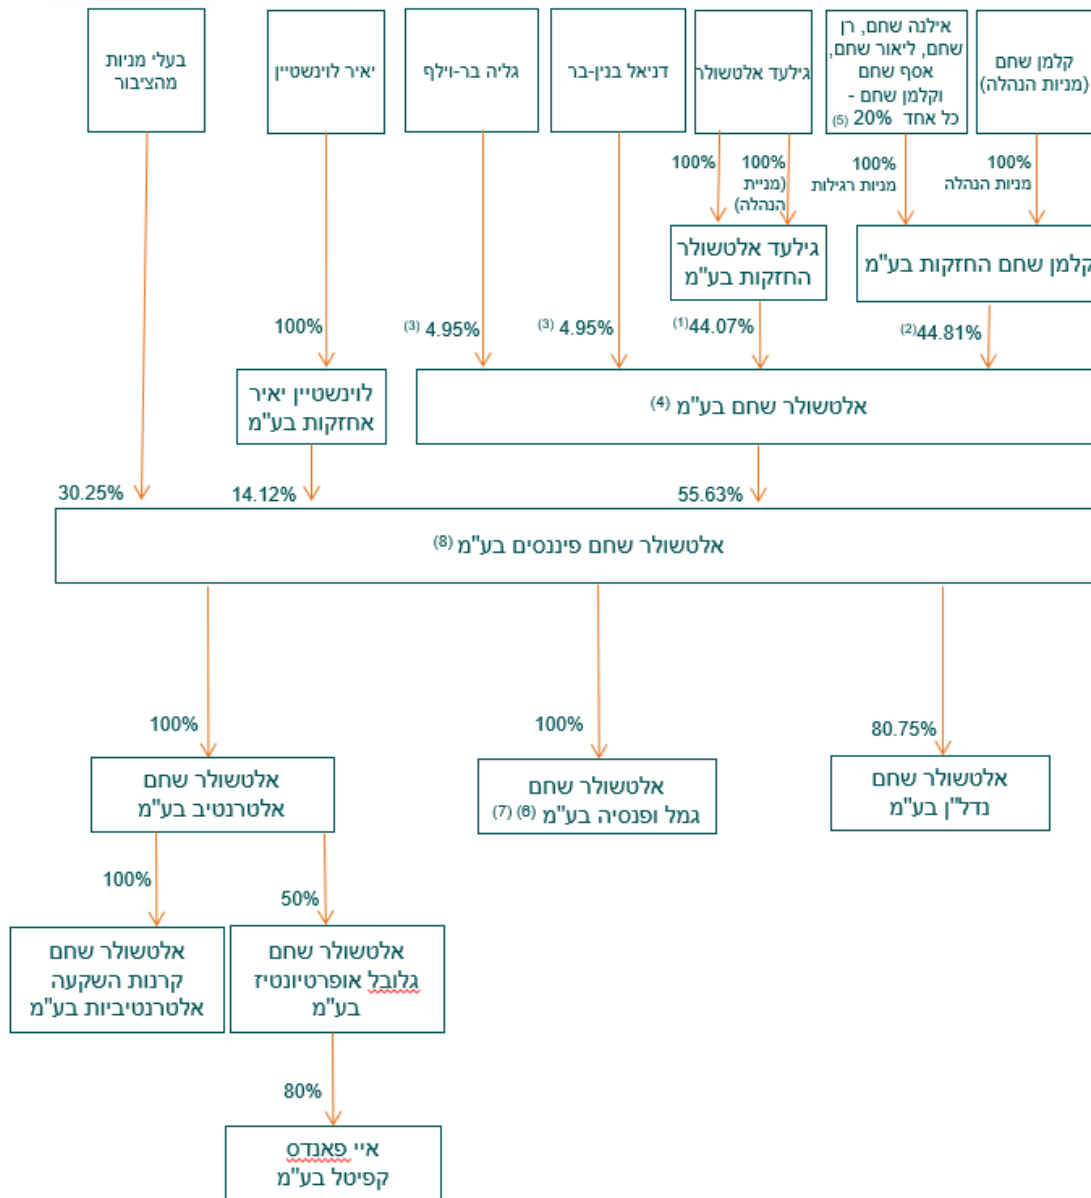 קלמן שחם
(מניות הנהלה)
אילנה שחם, רן
שחם, ליאור שחם,
אסף שחם
וקלמן שחם -
כל אחד 20% (5)
גילעד אלטשולר
דניאל בנין-בר
גליה בר-וילף
יאיר לוינשטיין
בעלי מניות
מהציבור
100%
מניות הנהלה
100%
מניות רגילות
100%
(מניית
הנהלה)
100%
קלמן שחם החזקות בע"מ
גילעד אלטשולר
החזקות בע"מ
(2)44.81%
(1)44.07%
(3) 4.95%
(3) 4.95%
100%
אלטשולר שחם בע"מ (4)
לוינשטיין יאיר
אחזקות בע"מ
55.63%
14.12%
30.25%
אלטשולר שחם פיננסים בע"מ (8)
80.75%
100%
100%
אלטשולר שחם
נדל"ן בע"מ
אלטשולר שחם
גמל ופנסיה בע"מ (6) (7)
אלטשולר שחם
אלטרנטיב בע"מ
50%
100%
אלטשולר שחם
גלובל אופרטיונטיז
בע"מ
אלטשולר שחם
קרנות השקעה
אלטרנטיביות בע"מ
80%
איי פאנדס
קפיטל בע"מ